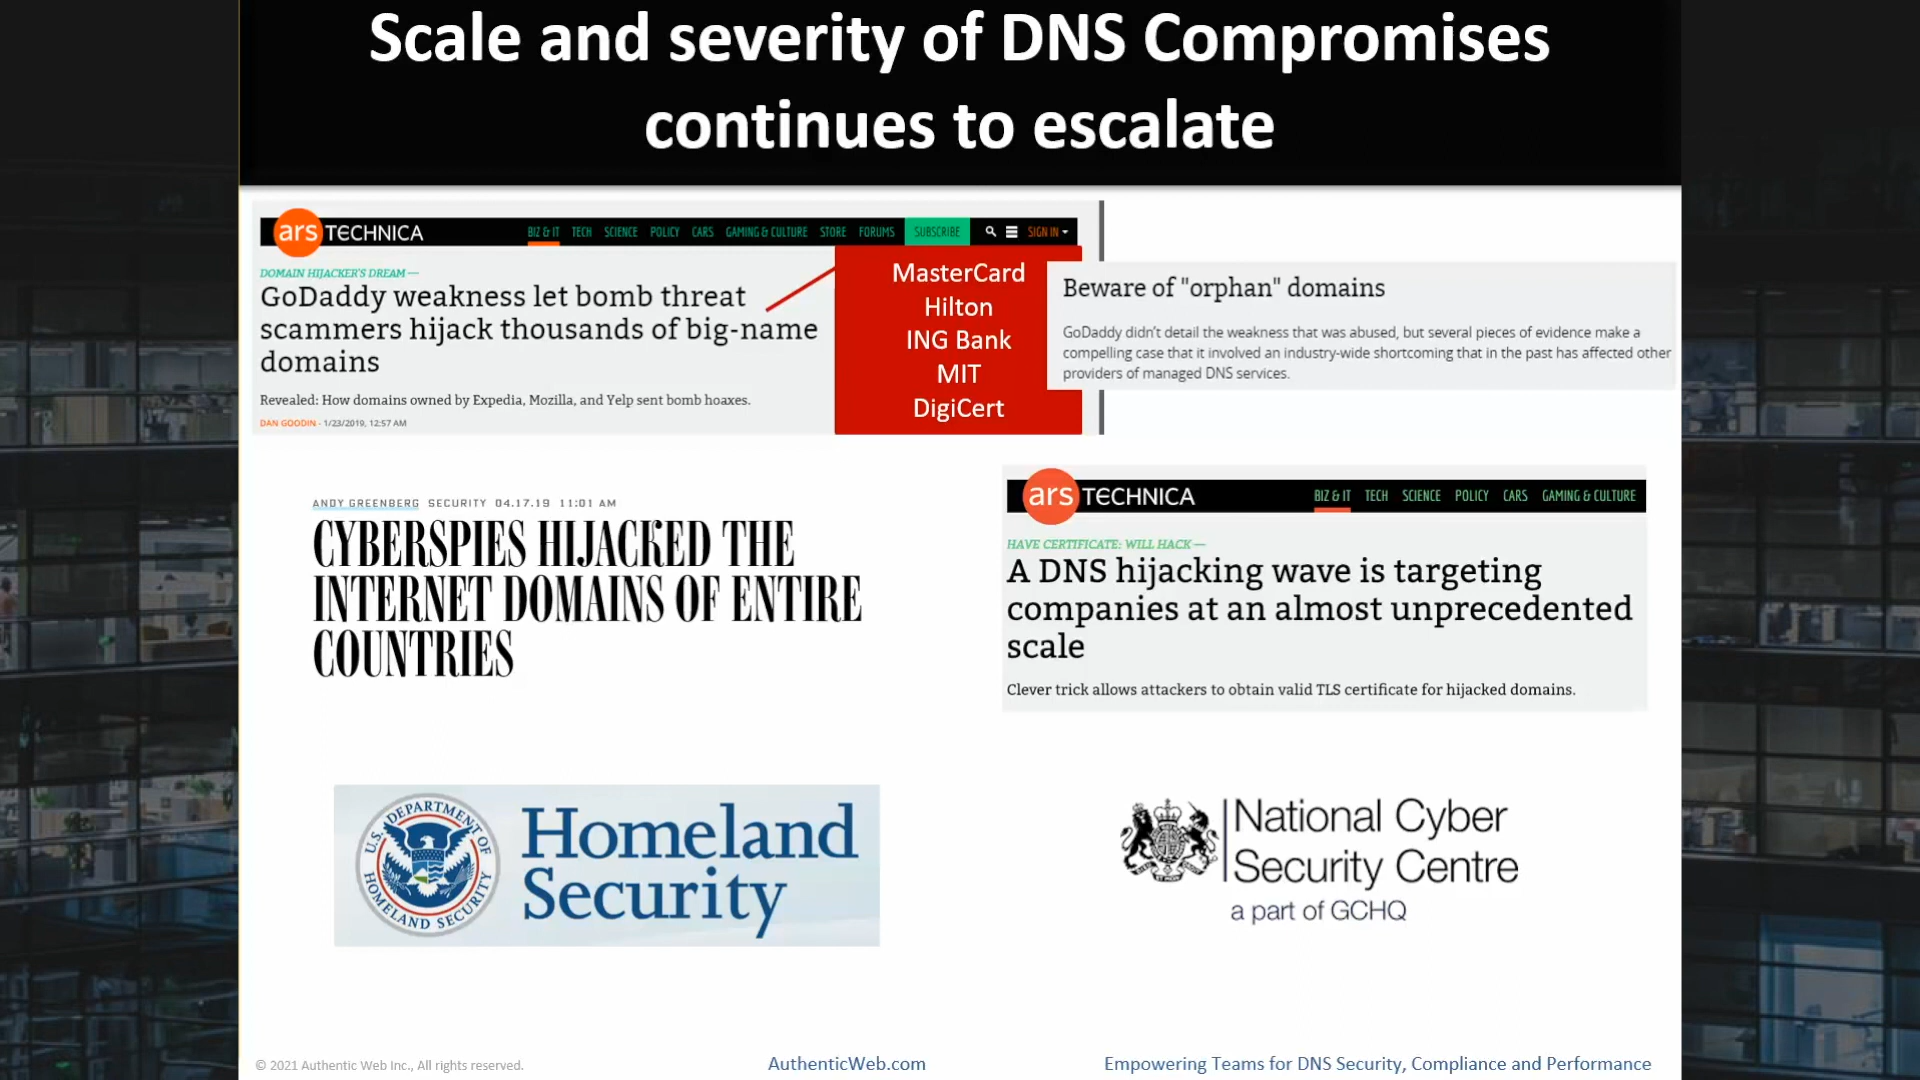 Scale and severity of DNS Compromises
continues to escalate
ars TECHNICA
BIZ & IT TECH SCIENCE POLICY CARS GAMING & CULTURE STORE FORUMS SUBSCRIBE SIGN IN
DOMAIN HIJACKER'S DREAM —
GoDaddy weakness let bomb threat
scammers hijack thousands of big-name
domains
Revealed: How domains owned by Expedia, Mozilla, and Yelp sent bomb hoaxes.
DAN GOODIN - 1/23/2019, 12:57 AM
MasterCard
Hilton
ING Bank
MIT
DigiCert
Beware of "orphan" domains
GoDaddy didn't detail the weakness that was abused, but several pieces of evidence make a
compelling case that it involved an industry-wide shortcoming that in the past has affected other
providers of managed DNS services.
ANDY GREENBERG SECURITY 04.17.19 11:01 AM
CYBERSPIES HIJACKED THE
INTERNET DOMAINS OF ENTIRE
COUNTRIES
ars TECHNICA
BIZ & IT TECH SCIENCE POLICY CARS GAMING & CULTURE
HAVE CERTIFICATE: WILL HACK —
A DNS hijacking wave is targeting
companies at an almost unprecedented
scale
Clever trick allows attackers to obtain valid TLS certificate for hijacked domains.
U.S. DEPARTMENT OF
HOMELAND SECURITY
Homeland
Security
National Cyber
Security Centre
a part of GCHQ
© 2021 Authentic Web Inc., All rights reserved.
AuthenticWeb.com
Empowering Teams for DNS Security, Compliance and Performance